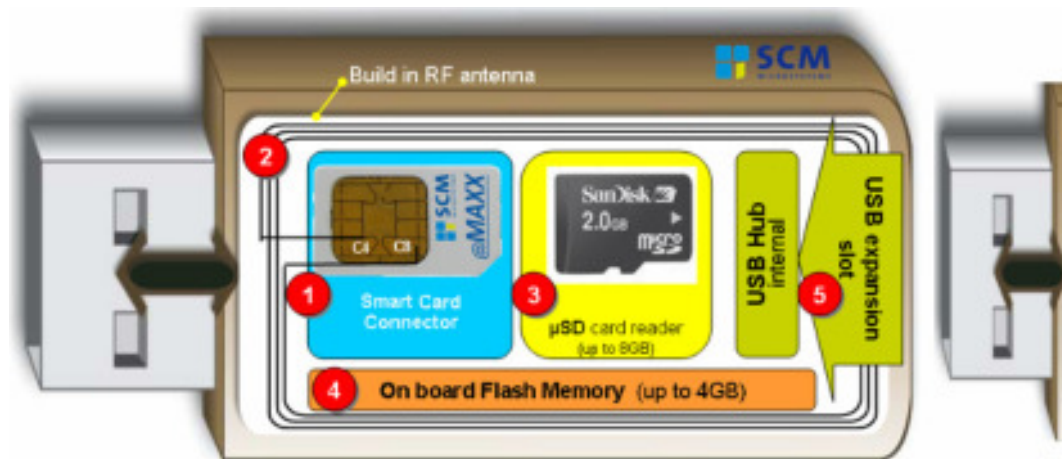 SCM
MICROSYSTEMS
Build in RF antenna
2
SCM
@MAXX
C4 C8
1
Smart Card
Connector
SanDisk
2.0GB
micro
SD
3
µSD card reader
(up to 8GB)
USB Hub
internal
5
USB expansion
slot
4
On board Flash Memory (up to 4GB)